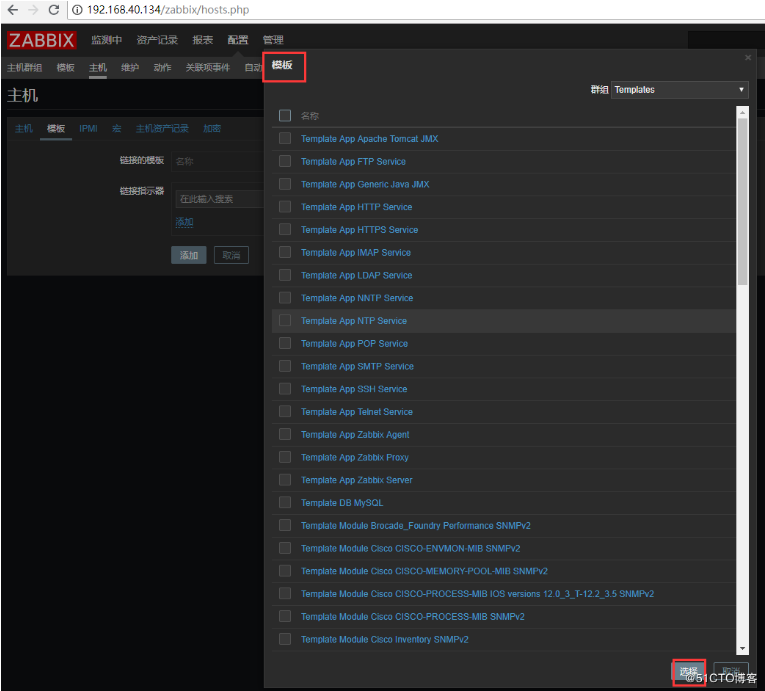 192.168.40.134/zabbix/hosts.php
ZABBIX 监测中 资产记录 报表 配置 管理
主机群组 模板 主机 维护 动作 关联项事件 自动
主机
主机 模板 IPMI 宏 主机资产记录 加密
链接的模板 名称
链接指示器 在此输入搜索
添加
添加 取消
模板
群组 Templates
名称
Template App Apache Tomcat JMX
Template App FTP Service
Template App Generic Java JMX
Template App HTTP Service
Template App HTTPS Service
Template App IMAP Service
Template App LDAP Service
Template App NNTP Service
Template App NTP Service
Template App POP Service
Template App SMTP Service
Template App SSH Service
Template App Telnet Service
Template App Zabbix Agent
Template App Zabbix Proxy
Template App Zabbix Server
Template DB MySQL
Template Module Brocade_Foundry Performance SNMPv2
Template Module Cisco CISCO-ENVMON-MIB SNMPv2
Template Module Cisco CISCO-MEMORY-POOL-MIB SNMPv2
Template Module Cisco CISCO-PROCESS-MIB IOS versions 12.0_3_T-12.2_3.5 SNMPv2
Template Module Cisco CISCO-PROCESS-MIB SNMPv2
Template Module Cisco Inventory SNMPv2
选择 取消
@51CTO博客